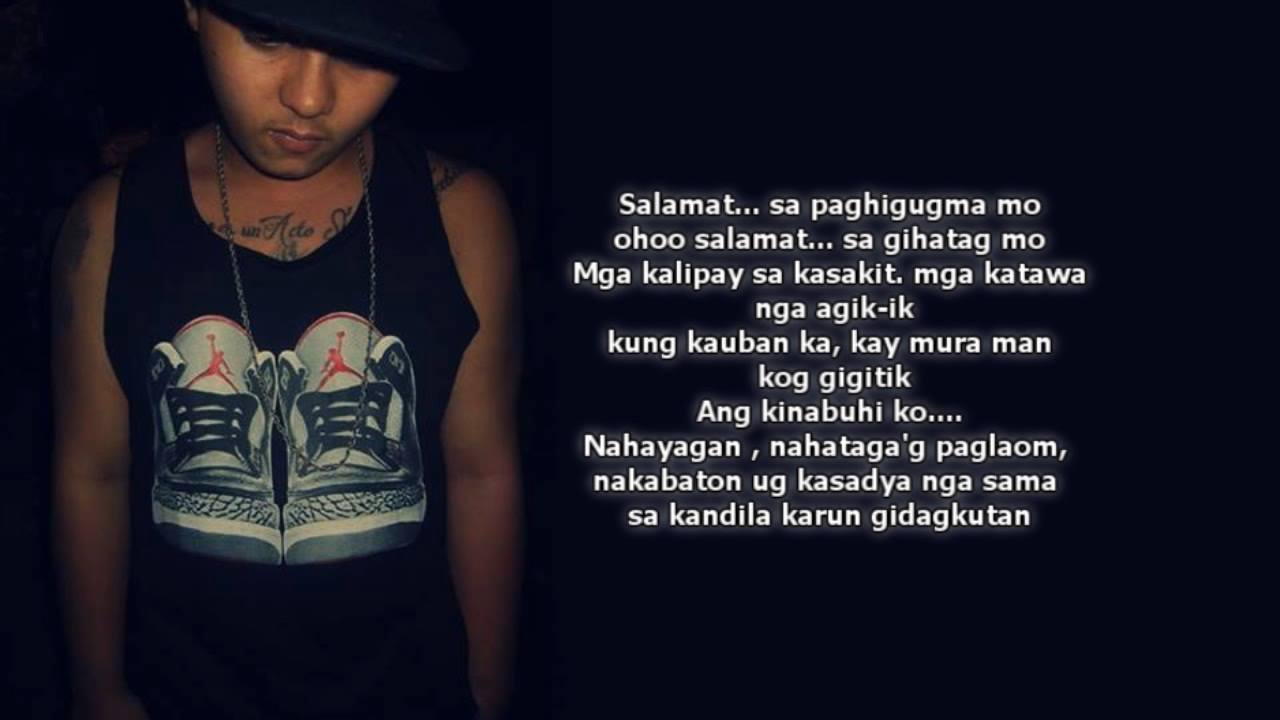 un Acto
Salamat... sa paghigugma mo
ohoo salamat... sa gihatag mo
Mga kalipay sa kasakit. mga katawa
nga agik-ik
kung kauban ka, kay mura man
kog gigitik
Ang kinabuhi ko....
Nahayagan , nahataga'g paglaom,
nakabaton ug kasadya nga sama
sa kandila karun gidagkutan